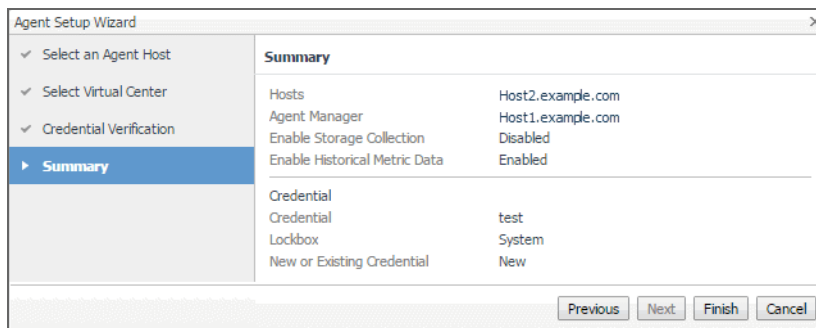 Agent Setup Wizard
Select an Agent Host
Select Virtual Center
Credential Verification
Summary
Summary
Hosts Host2.example.com
Agent Manager Host1.example.com
Enable Storage Collection Disabled
Enable Historical Metric Data Enabled
Credential
Credential test
Lockbox System
New or Existing Credential New
Previous Next Finish Cancel